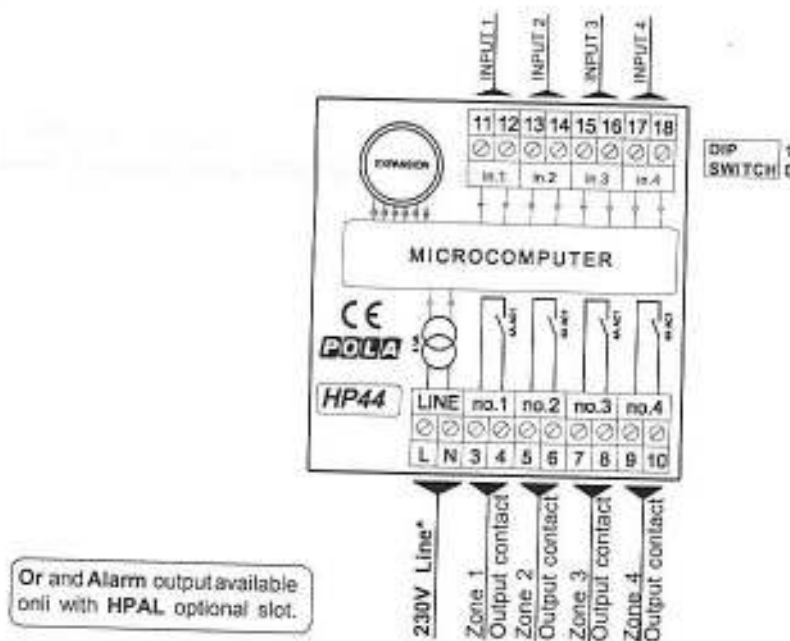 INPUT 1
INPUT 2
INPUT 3
INPUT 4
11 12 13 14 15 16 17 18
EXPANSION
in.1 in.2 in.3 in.4
DIP
SWITCH
MICROCOMPUTER
CE
POLA
HP44
LINE no.1 no.2 no.3 no.4
L N 3 4 5 6 7 8 9 10
230V Line*
Zone 1
Output contact
Zone 2
Output contact
Zone 3
Output contact
Zone 4
Output contact
Or and Alarm output available
onli with HPAL optional slot.